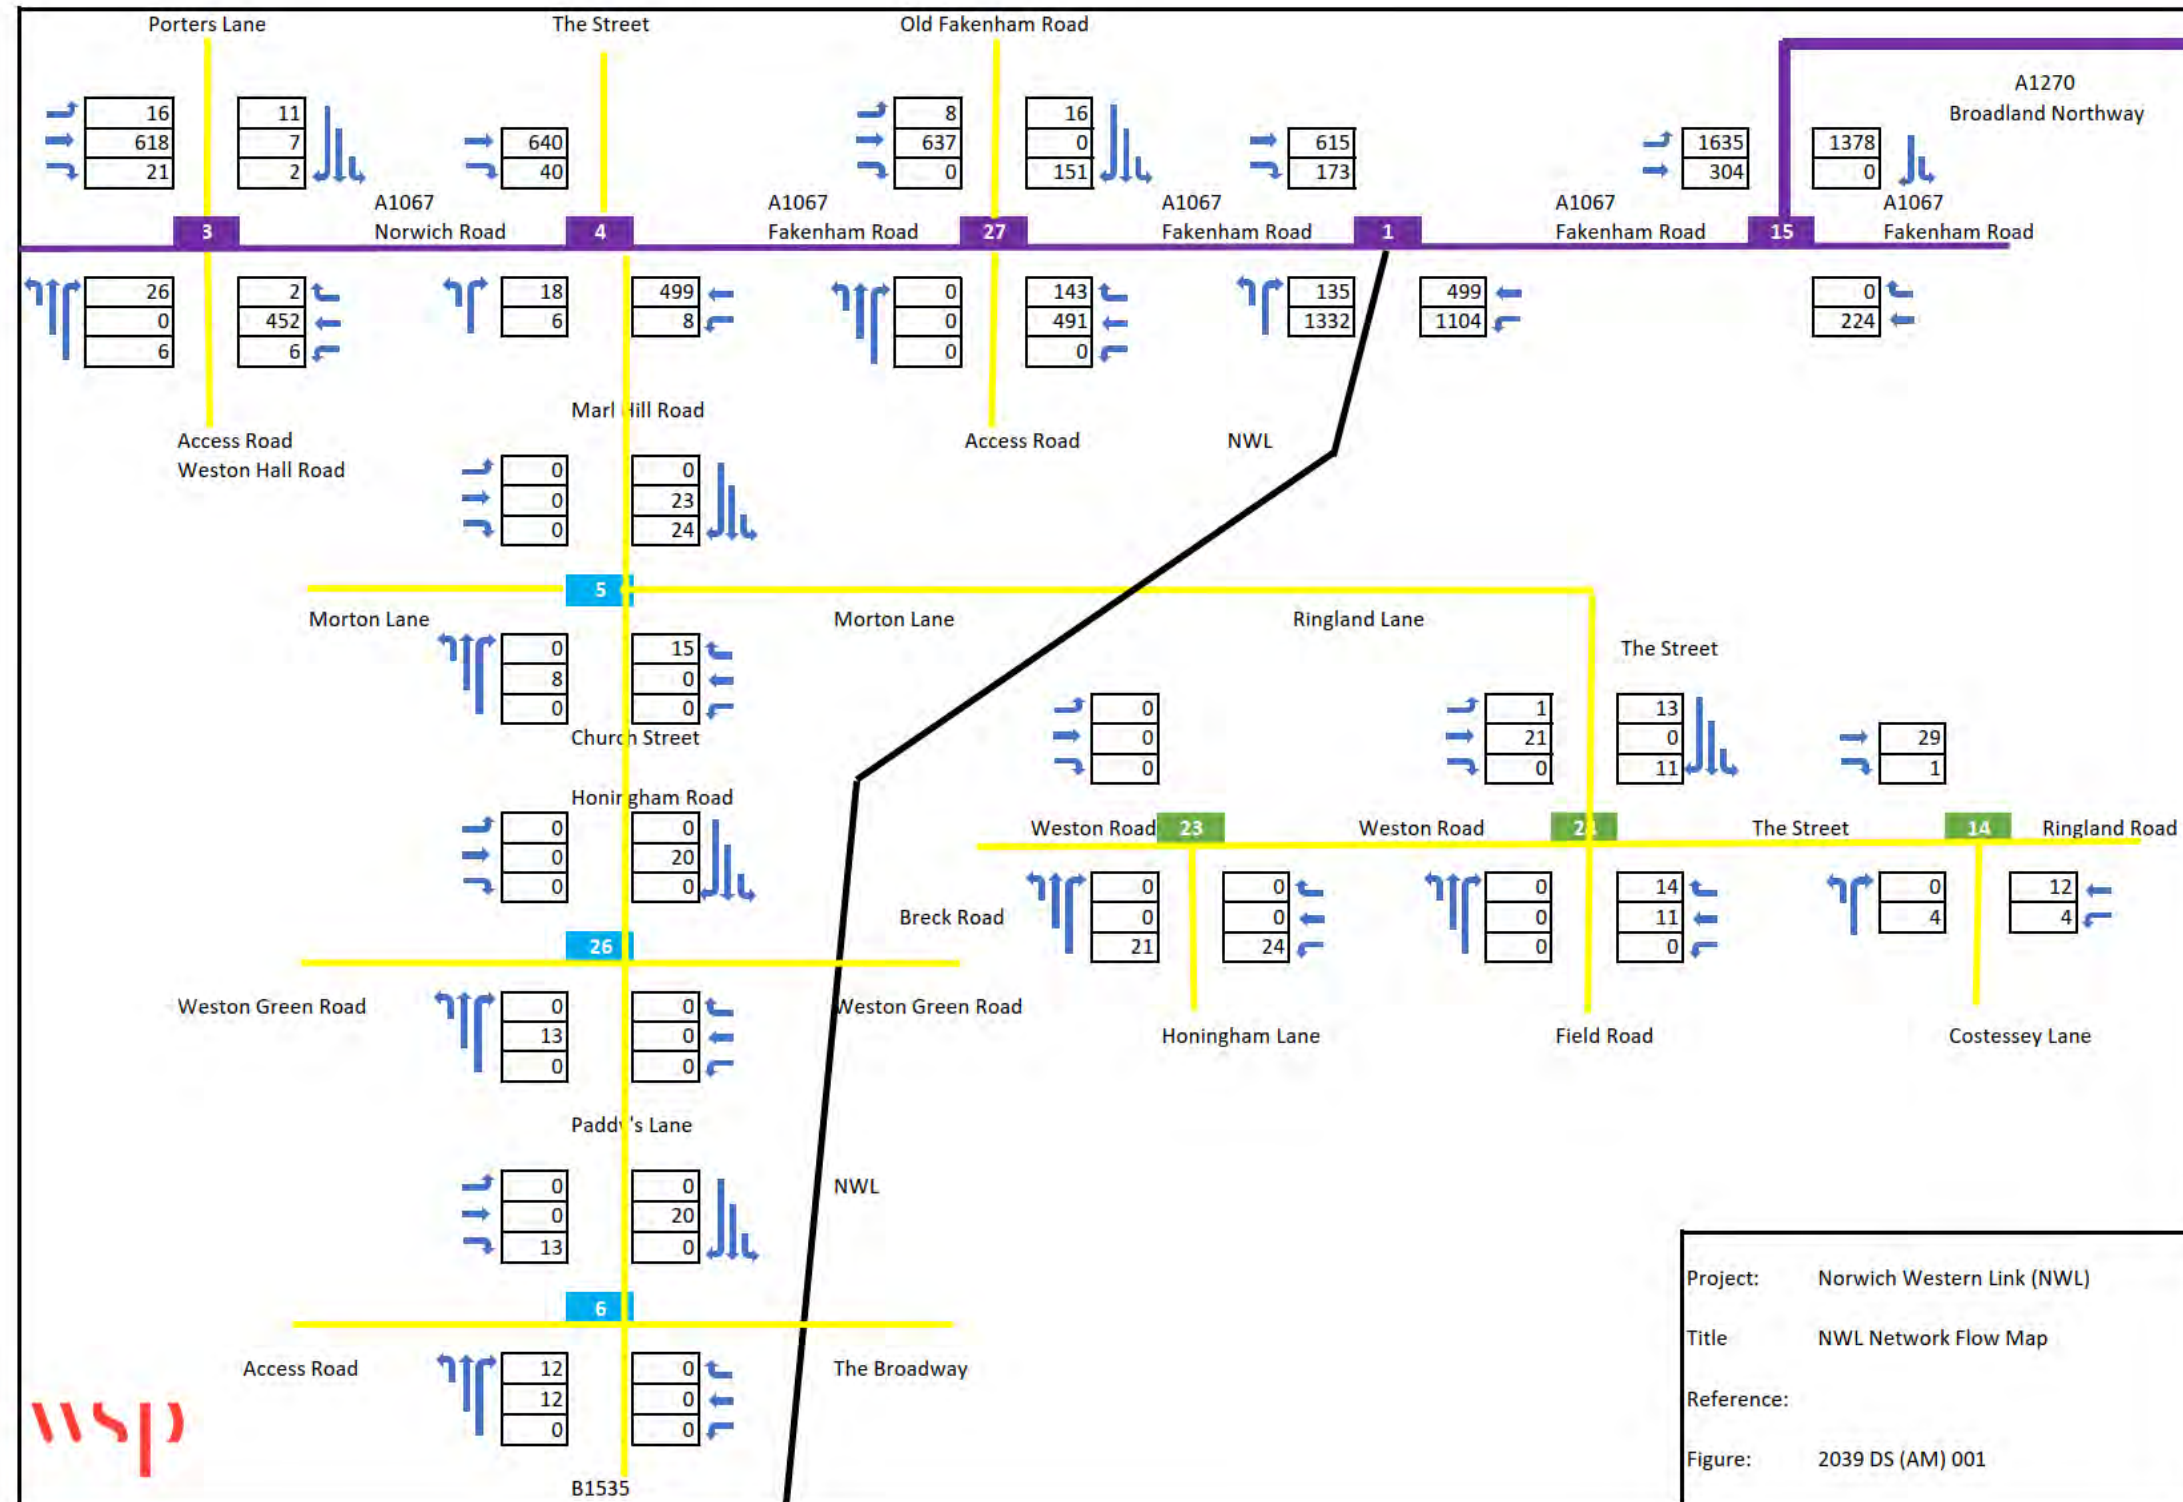 Porters Lane The Street Old Fakenham Road
A1270
Broadland Northway
16 11 8 16
618 7 640 637 0 615 1635 1378
21 2 40 0 151 173 304 0
A1067 A1067 A1067 A1067 A1067
3 Norwich Road 4 Fakenham Road 27 Fakenham Road 1 Fakenham Road 15 Fakenham Road
26 2 18 499 0 143 135 499 0
0 452 6 8 0 491 1332 1104 224
6 6 0 0
Marl Hill Road
Access Road Access Road NWL
Weston Hall Road
0 0
0 23
0 24
5
Morton Lane Morton Lane Ringland Lane
0 15 The Street
8 0
0 0 0 1 13
Church Street 0 21 0 29
0 0 11 1
Honingham Road
0 0 Weston Road 23 Weston Road The Street 14 Ringland Road
0 20
0 0 0 0 0 14 0 12
Breck Road 0 0 0 11 4 4
26 21 24 0 0
Weston Green Road 0 0 Weston Green Road
13 0 Honingham Lane Field Road Costessey Lane
0 0
Paddy's Lane
0 0 NWL
0 20
13 0
6
Access Road 12 0 The Broadway
12 0
0 0
B1535
wsp
Project: Norwich Western Link (NWL)
Title NWL Network Flow Map
Reference:
Figure: 2039 DS (AM) 001